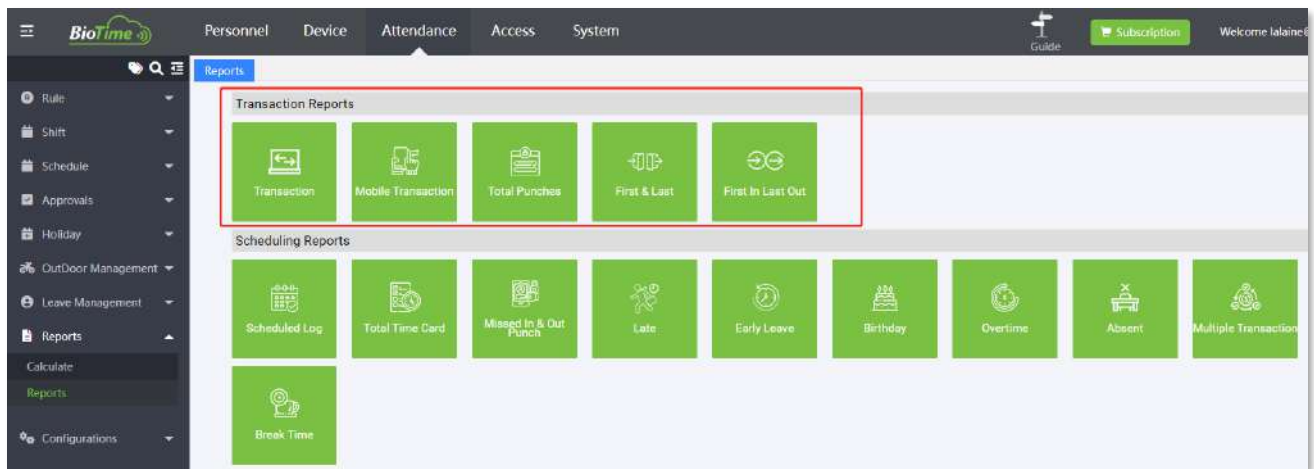 BioTime
Personnel Device Attendance Access System
Guide
Subscription
Welcome lalaine
Reports
Rule
Shift
Schedule
Approvals
Holiday
OutDoor Management
Leave Management
Reports
Calculate
Reports
Configurations
Transaction Reports
Transaction
Mobile Transaction
Total Punches
First & Last
First In Last Out
Scheduling Reports
Scheduled Log
Total Time Card
Missed In & Out
Punch
Late
Early Leave
Birthday
Overtime
Absent
Multiple Transaction
Break Time